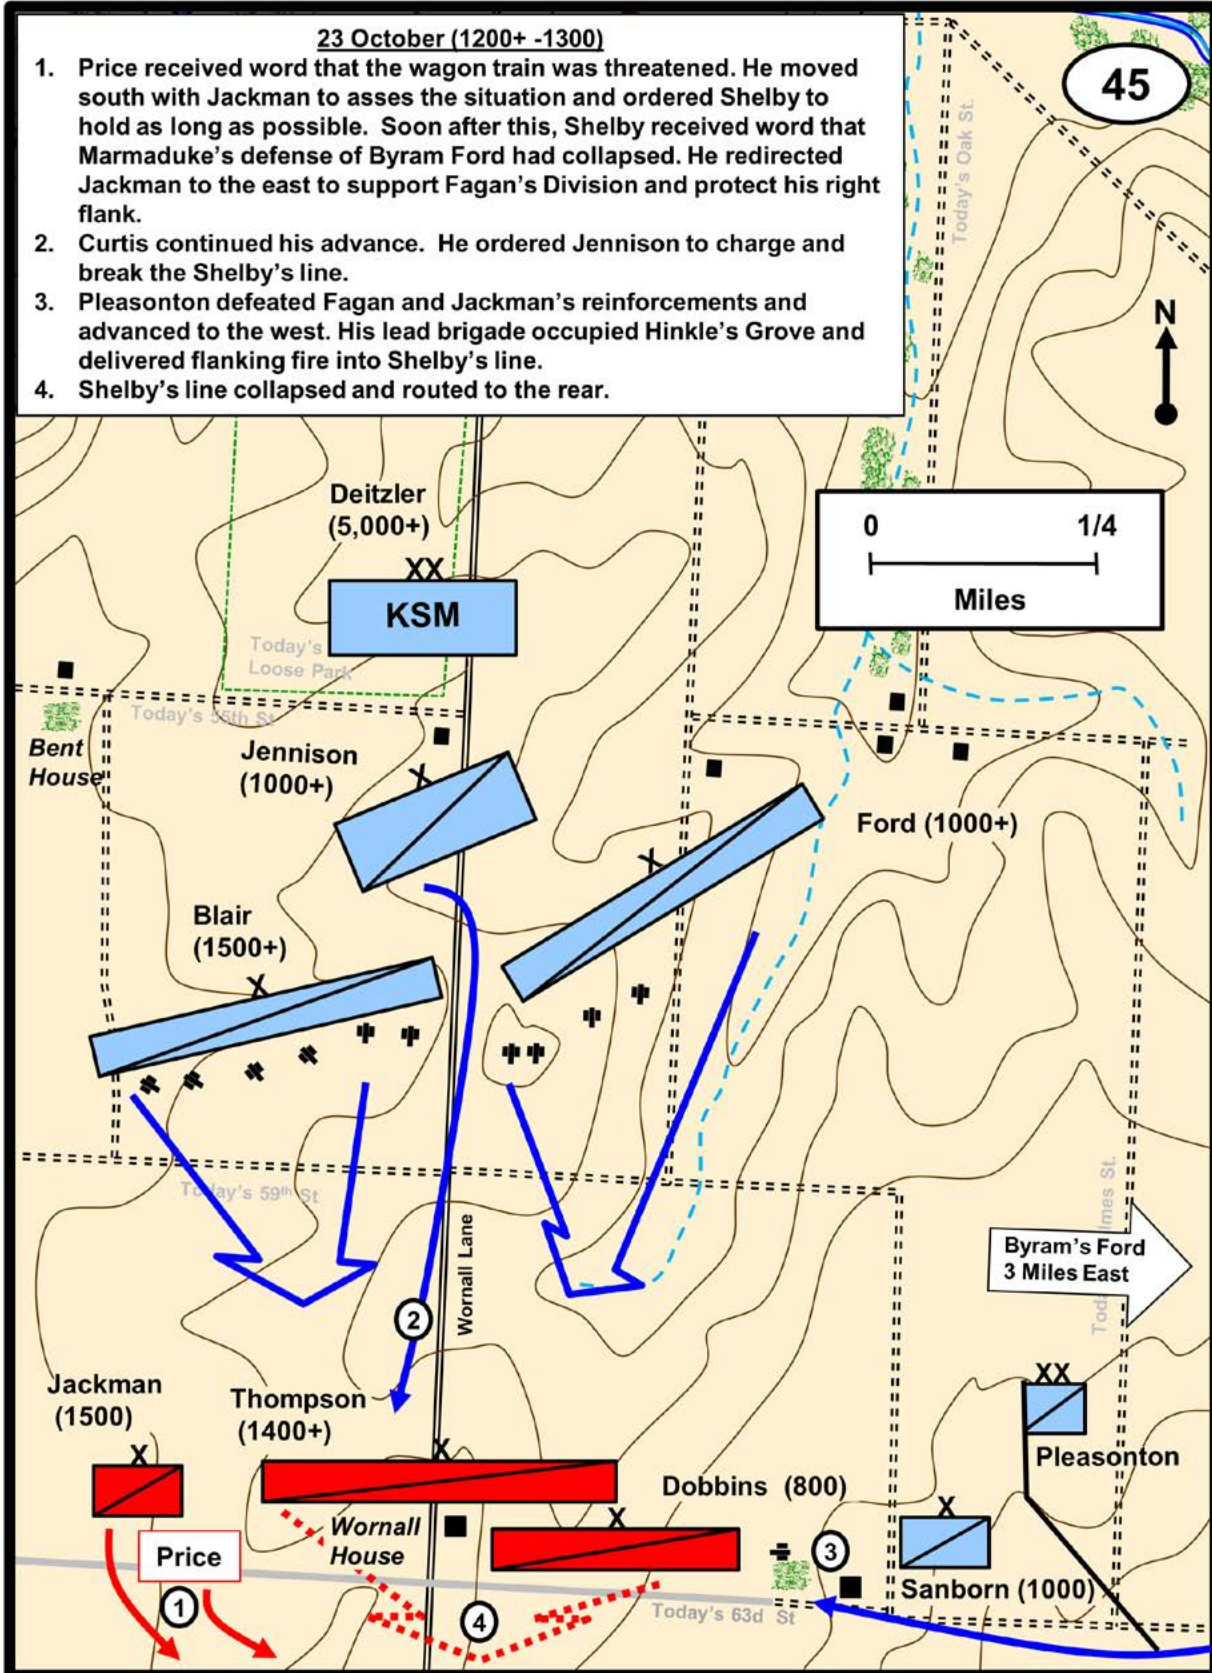 23 October (1200+ -1300)
1. Price received word that the wagon train was threatened. He moved
south with Jackman to asses the situation and ordered Shelby to
hold as long as possible. Soon after this, Shelby received word that
Marmaduke's defense of Byram Ford had collapsed. He redirected
Jackman to the east to support Fagan's Division and protect his right
flank.
2. Curtis continued his advance. He ordered Jennison to charge and
break the Shelby's line.
3. Pleasonton defeated Fagan and Jackman's reinforcements and
advanced to the west. His lead brigade occupied Hinkle's Grove and
delivered flanking fire into Shelby's line.
4. Shelby's line collapsed and routed to the rear.
45
Today's Oak St.
N
Deitzler
(5,000+)
XX
KSM
0 1/4
Miles
Today's
Loose Park
Today's 55th St
Bent
House
Jennison
(1000+)
X
Ford (1000+)
X
Blair
(1500+)
X
Today's 59th St
Wornall Lane
Byram's Ford
3 Miles East
2
Jackman
(1500)
X
Thompson
(1400+)
X
XX
Pleasonton
Dobbins (800)
X
X
Wornall
House
Price
3
Sanborn (1000)
1
4
Today's 63d St